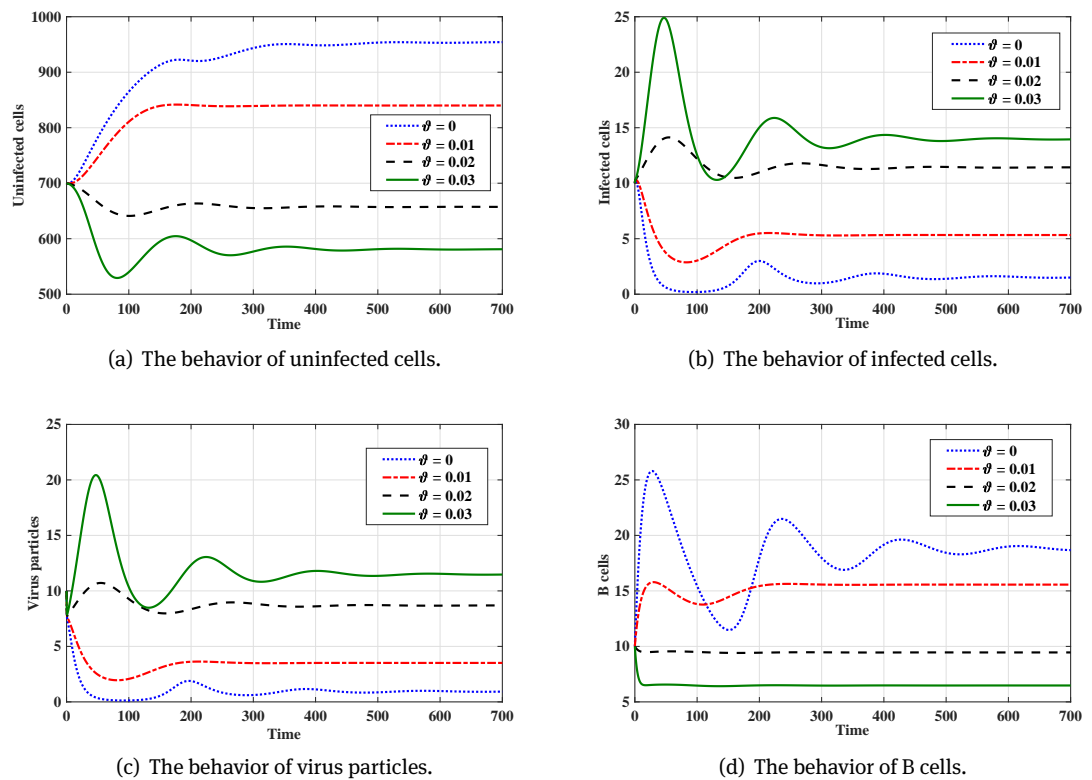 1000
900
800
700
600
500
Uninfected cells
ϑ = 0
ϑ = 0.01
ϑ = 0.02
ϑ = 0.03
0 100 200 300 400 500 600 700
Time
(a) The behavior of uninfected cells.
25
20
15
10
5
0
Infected cells
ϑ = 0
ϑ = 0.01
ϑ = 0.02
ϑ = 0.03
0 100 200 300 400 500 600 700
Time
(b) The behavior of infected cells.
25
20
15
10
5
0
Virus particles
ϑ = 0
ϑ = 0.01
ϑ = 0.02
ϑ = 0.03
0 100 200 300 400 500 600 700
Time
(c) The behavior of virus particles.
30
25
20
15
10
5
B cells
ϑ = 0
ϑ = 0.01
ϑ = 0.02
ϑ = 0.03
0 100 200 300 400 500 600 700
Time
(d) The behavior of B cells.